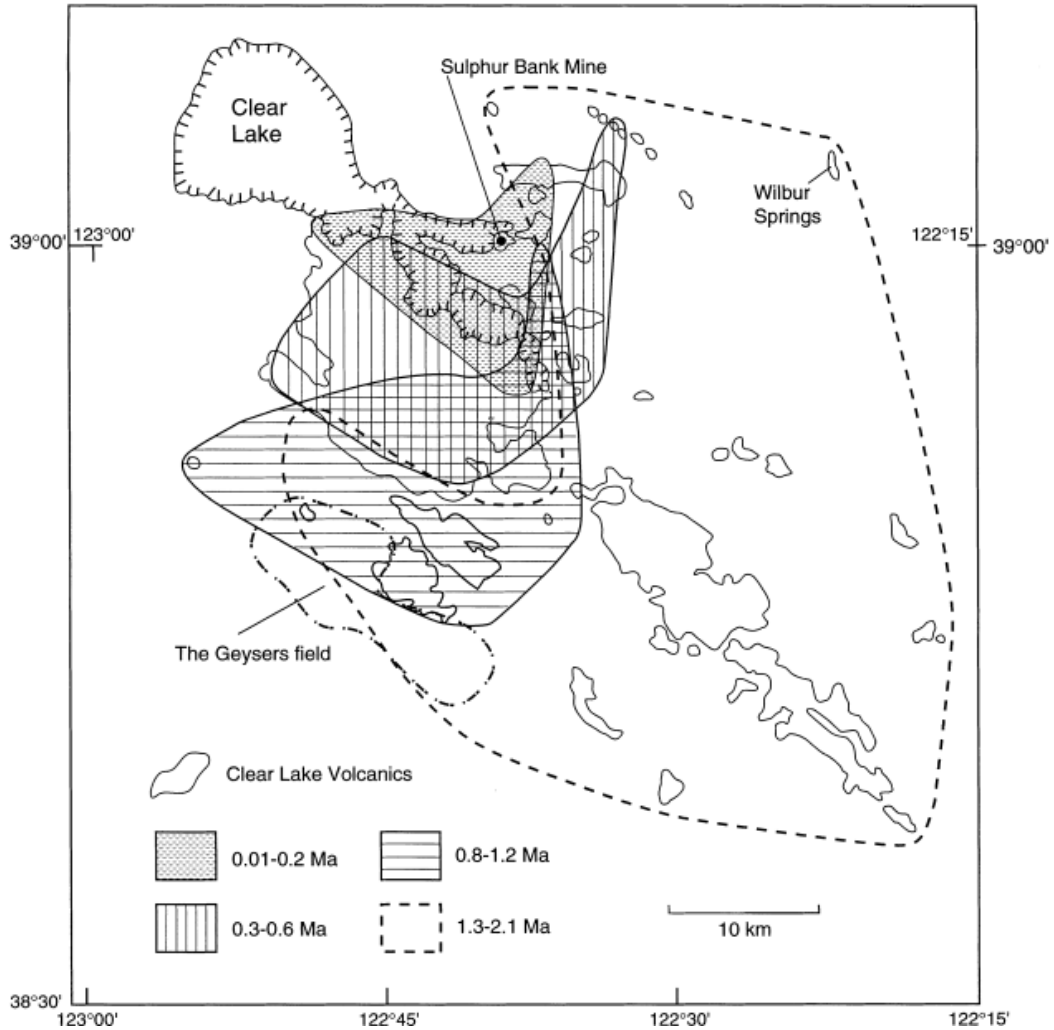 Sulphur Bank Mine
Clear
Lake
Wilbur
Springs
39°00'
123°00'
122°15'
39°00'
The Geysers field
Clear Lake Volcanics
0.01-0.2 Ma
0.8-1.2 Ma
0.3-0.6 Ma
1.3-2.1 Ma
10 km
38°30'
123°00'
122°45'
122°30'
122°15'